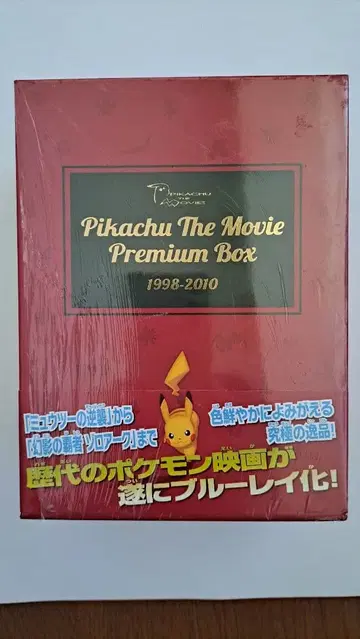 PIKACHU
THE
MOVIE
Pikachu The Movie
Premium Box
1998-2010
「ミュウツーの逆襲」から
「幻影の覇者 ゾロアーク」まで
色鮮やかによみがえる
究極の逸品!
歴代のポケモン映画が
遂にブルーレイ化!